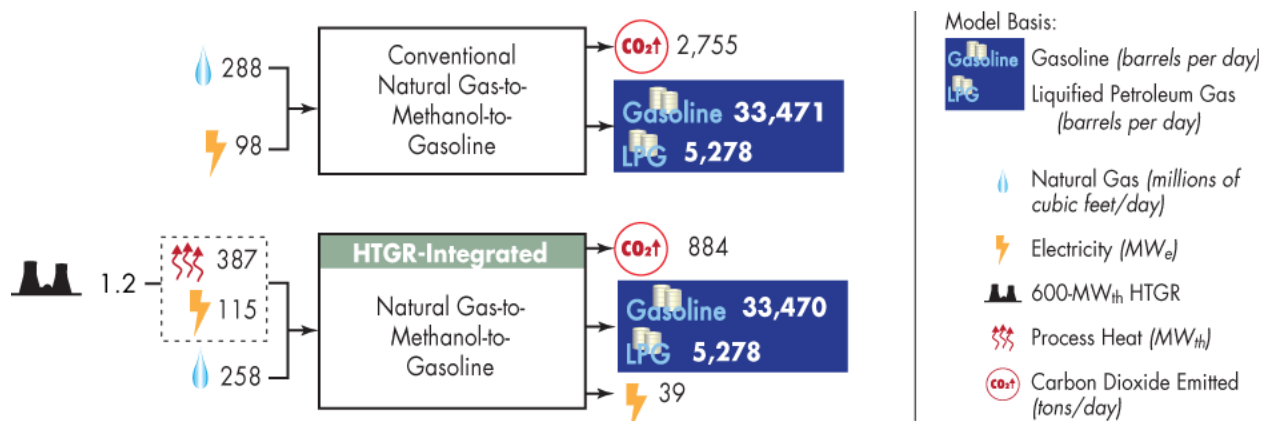 288
98
Conventional
Natural Gas-to-
Methanol-to-
Gasoline
CO₂↑ 2,755
Gasoline 33,471
LPG 5,278
1.2
387
115
258
HTGR-Integrated
Natural Gas-to-
Methanol-to-
Gasoline
CO₂↑ 884
Gasoline 33,470
LPG 5,278
39
Model Basis:
Gasoline Gasoline (barrels per day)
LPG Liquified Petroleum Gas
(barrels per day)
Natural Gas (millions of
cubic feet/day)
Electricity (MWₑ)
600-MWth HTGR
Process Heat (MWth)
CO₂↑ Carbon Dioxide Emitted
(tons/day)